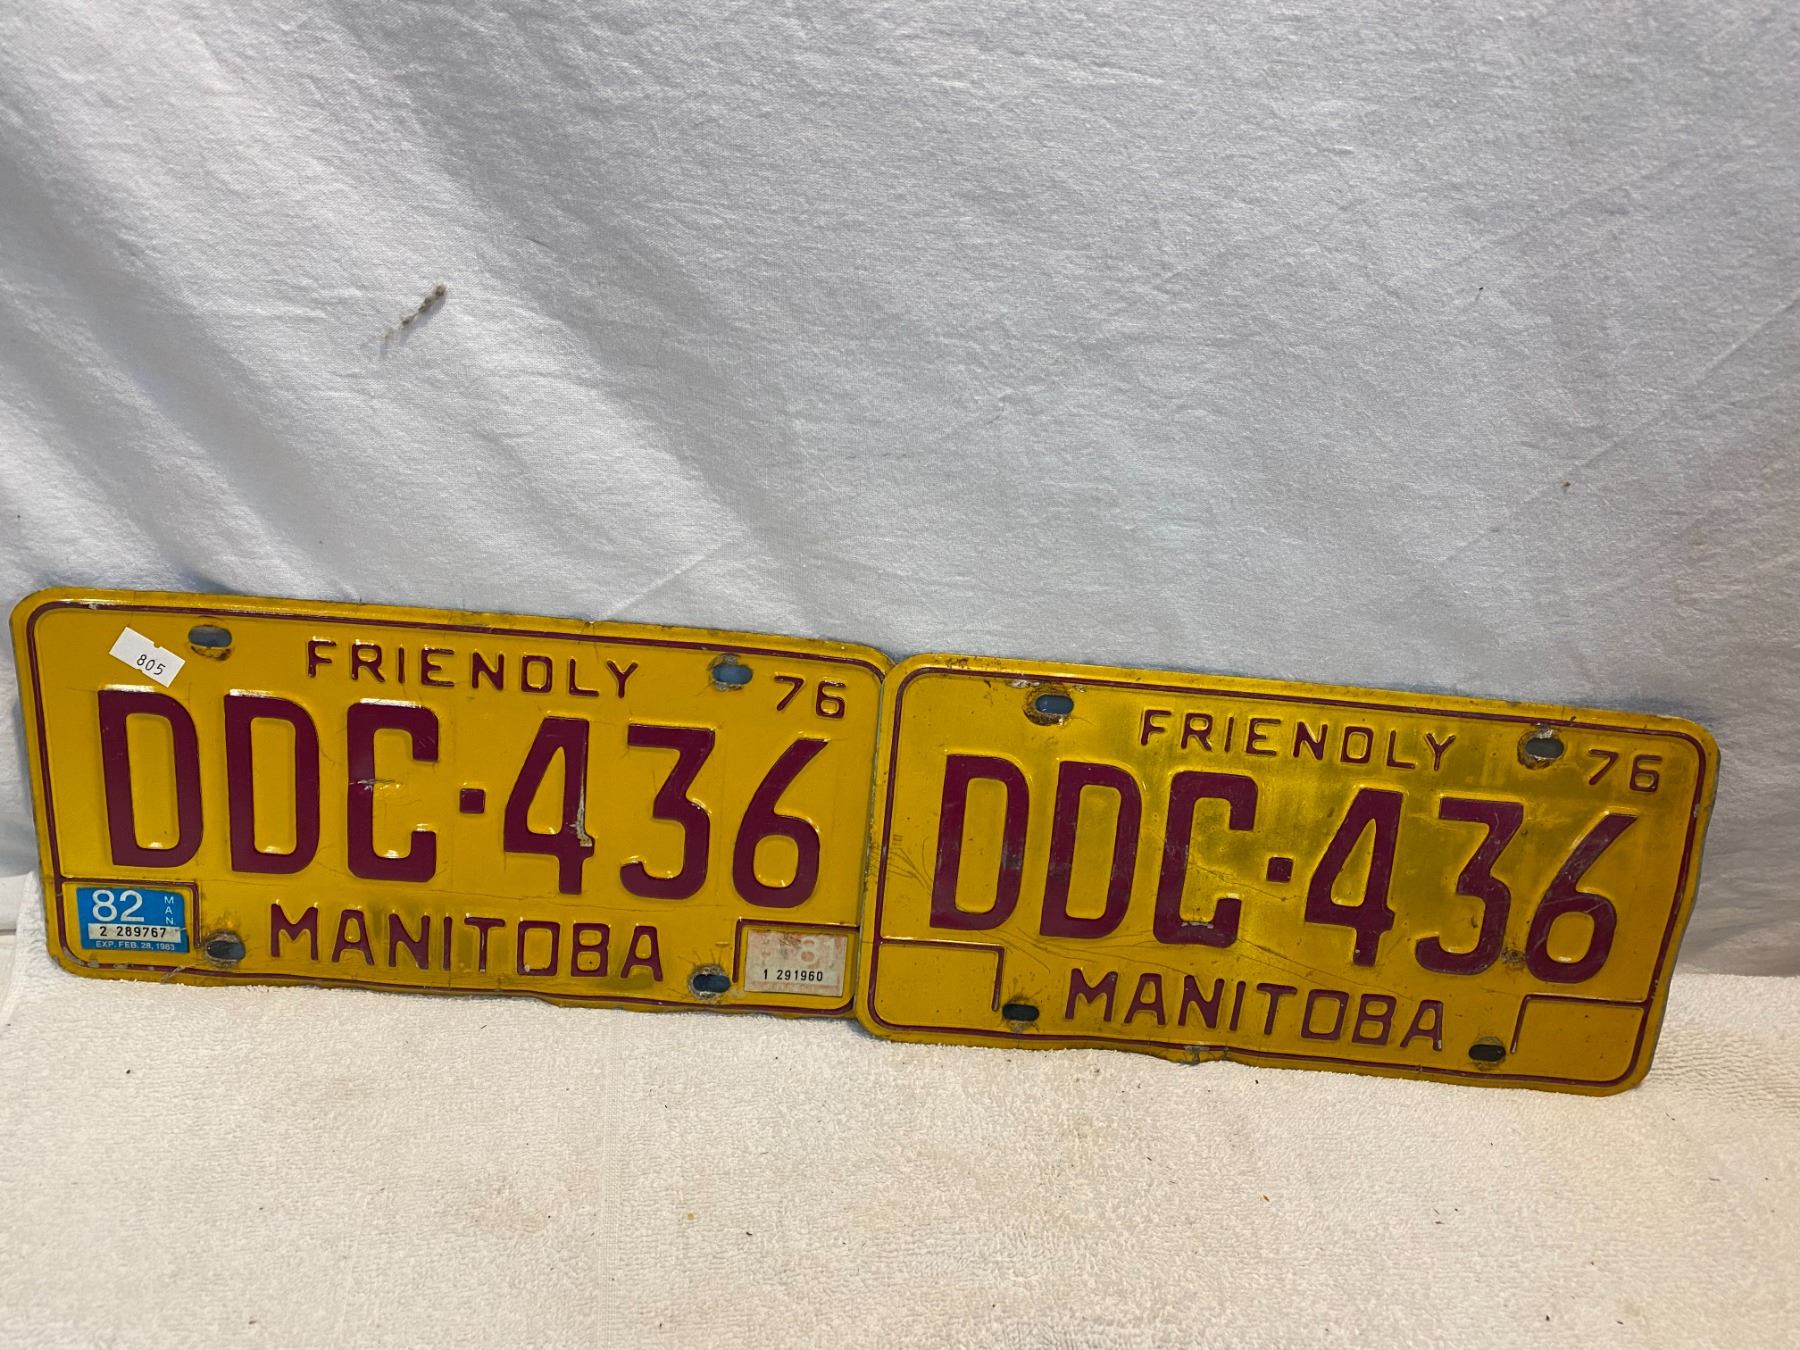 805
FRIENDLY
76
DDC·436
82
MAN
2 289767
EXP. FEB. 28, 1983
MANITOBA
1 291960
FRIENDLY
76
DDC·436
MANITOBA